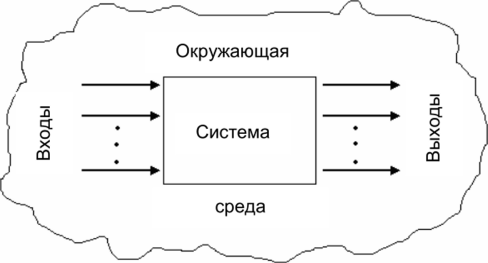 Окружающая
Входы
Система
Выходы
среда